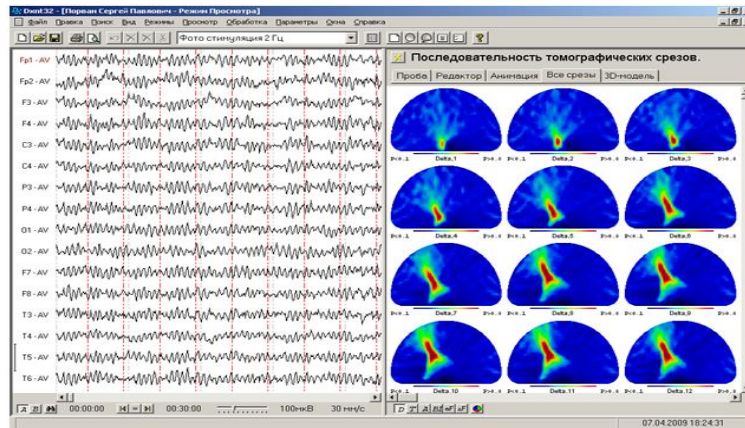 Dxnt32 - [Порван Сергей Павлович - Режим Просмотра]
Файл Правка Поиск Вид Режимы Просмотр Обработка Параметры Окна Справка
Фото стимуляция 2 Гц
Последовательность томографических срезов.
Проба Редактор Анимация Все срезы 3D-модель
Fp1 - AV
Fp2 - AV
F3 - AV
F4 - AV
C3 - AV
C4 - AV
P3 - AV
P4 - AV
O1 - AV
O2 - AV
F7 - AV
F8 - AV
T3 - AV
T4 - AV
T5 - AV
T6 - AV
Delta,1 Delta,2 Delta,3
Delta,4 Delta,5 Delta,6
Delta,7 Delta,8 Delta,9
Delta,10 Delta,11 Delta,12
А В 00:00:00 00:30:00 100мкВ 30 мм/с
07.04.2009 18:24:31